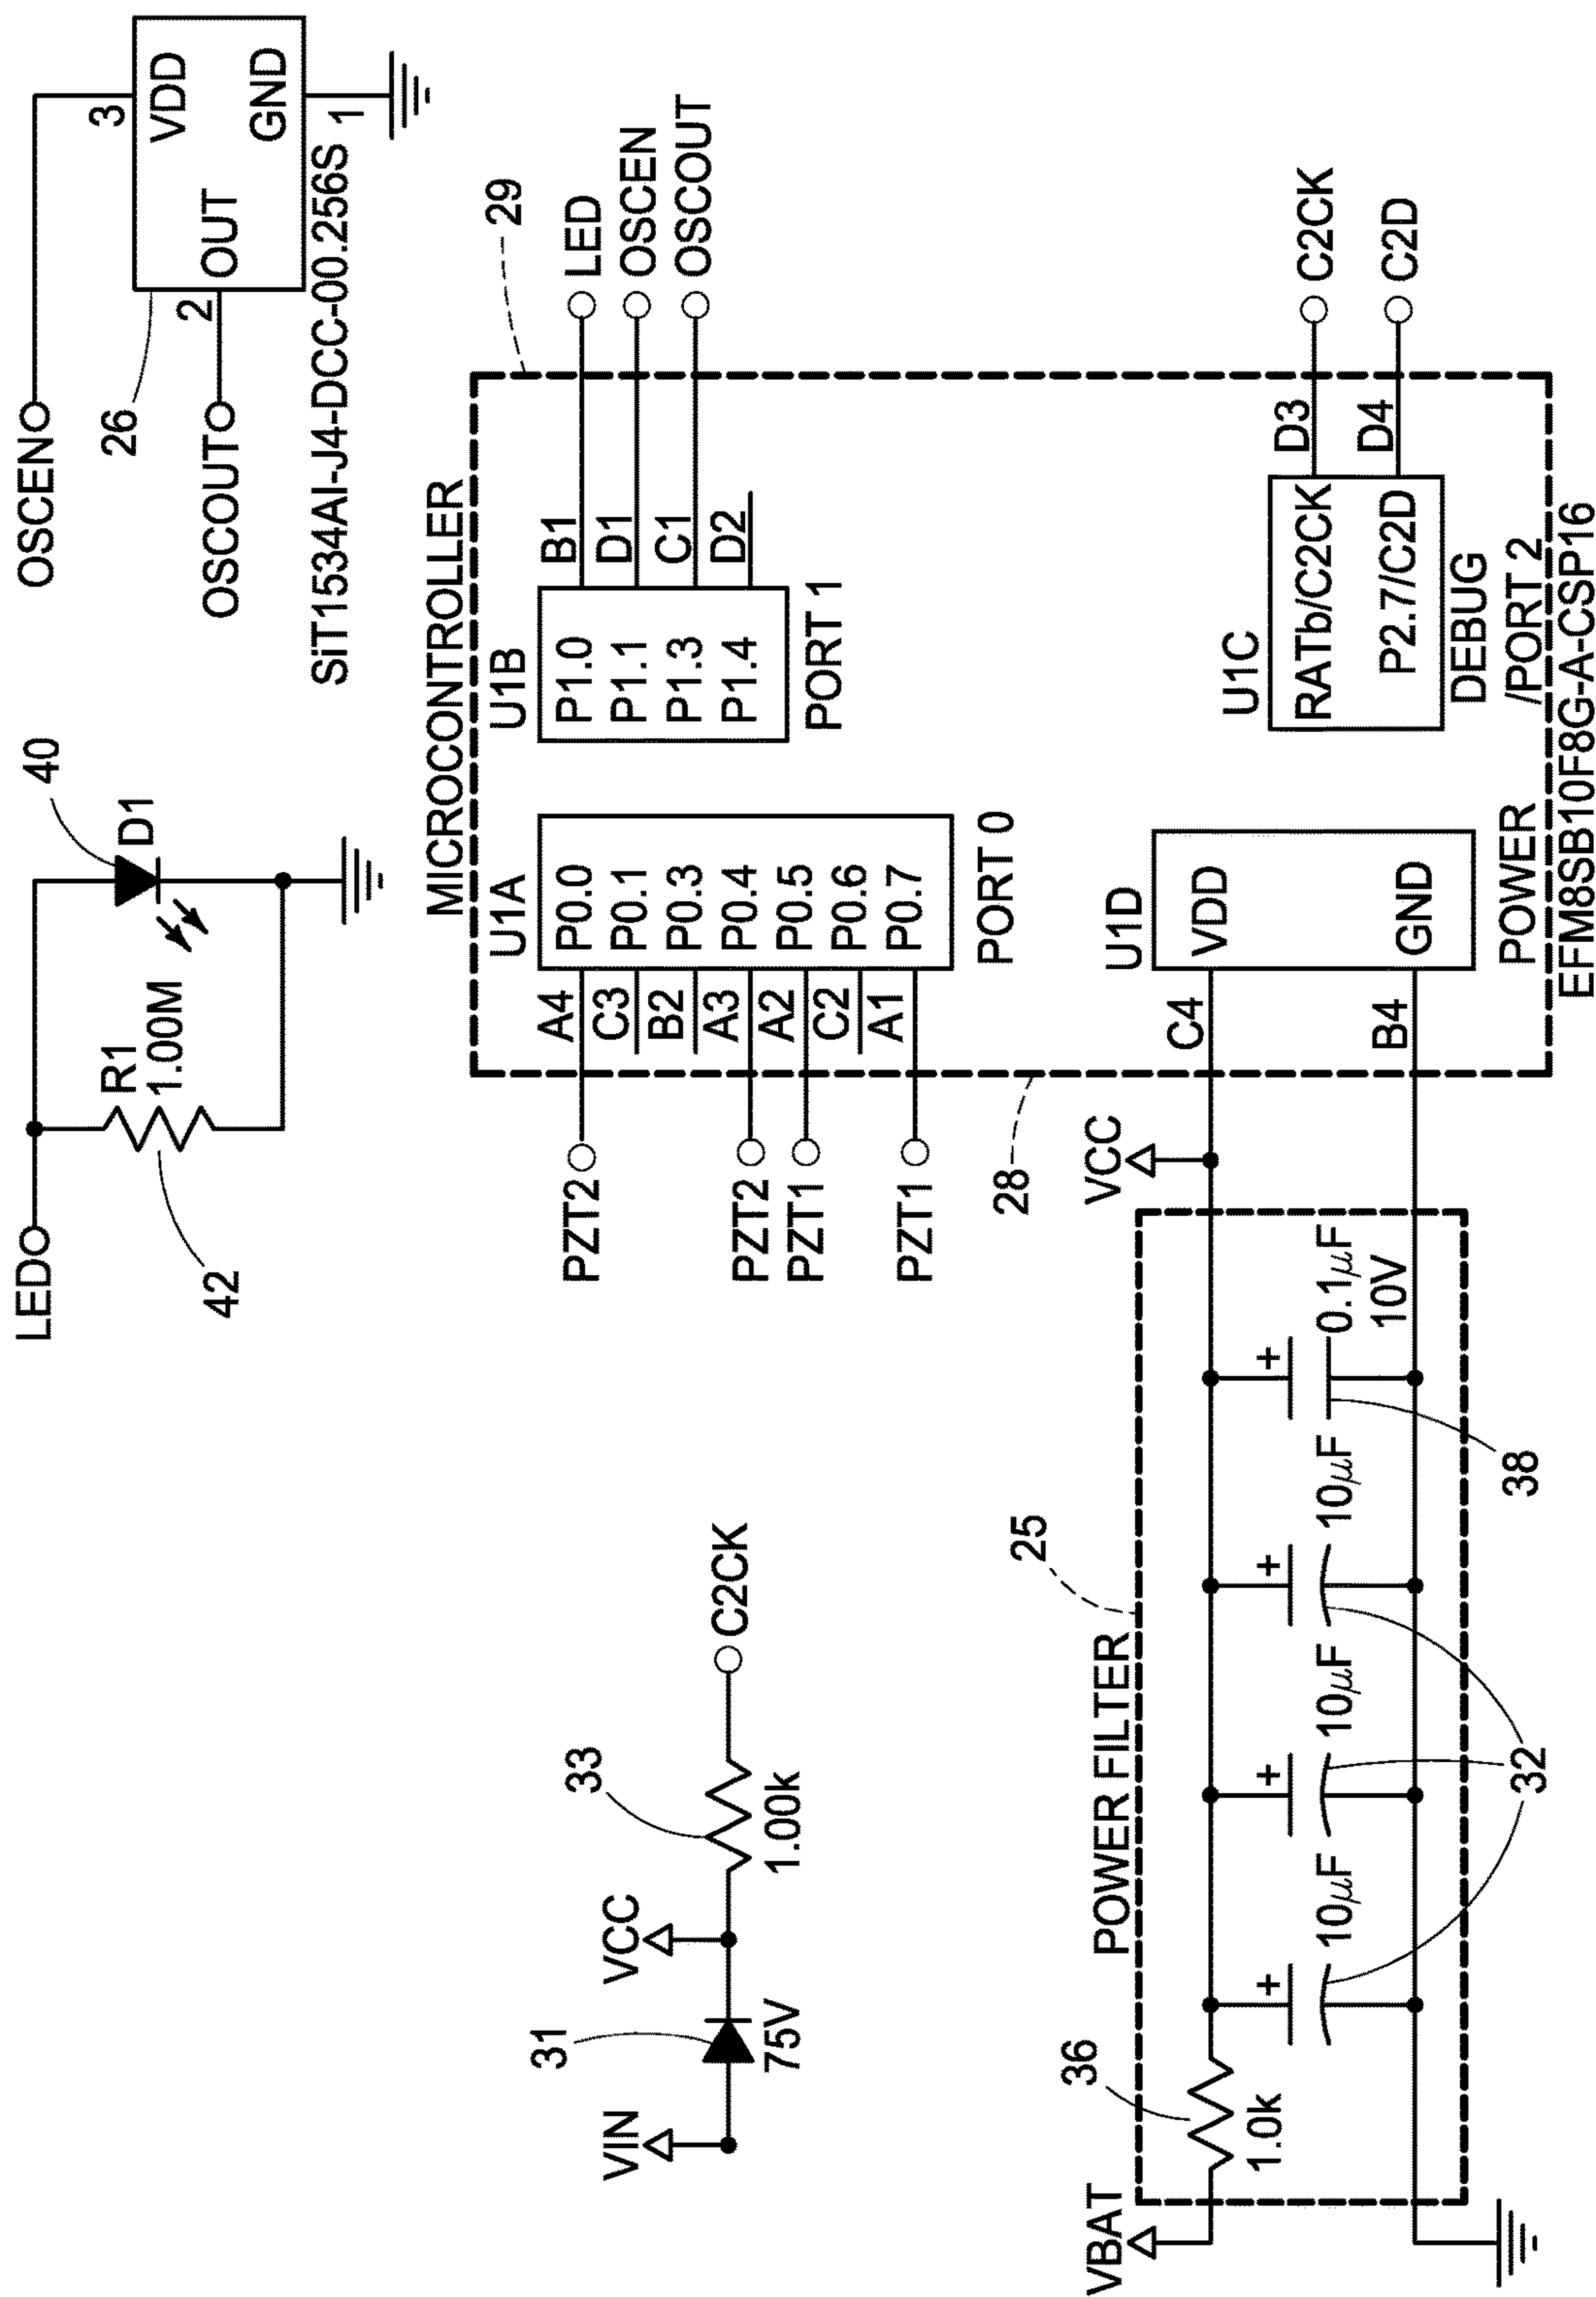 LED
42
R1
1.00M
40
D1
OSCEN
OSCOUT
26
3
VDD
2
OUT
GND
1
SiT1534AI-J4-DCC-00.256S
VIN
31
75V
VCC
33
1.00k
C2CK
MICROCONTROLLER
29
28
U1A
PZT2
A4
P0.0
C3
P0.1
B2
P0.3
PZT2
A3
P0.4
PZT1
A2
P0.5
C2
P0.6
PZT1
A1
P0.7
PORT 0
U1B
P1.0
B1
LED
P1.1
D1
OSCEN
P1.3
C1
OSCOUT
P1.4
D2
PORT 1
VBAT
POWER FILTER
25
VCC
36
1.0k
10µF
10µF
10µF
0.1µF
10V
32
38
U1D
C4
VDD
B4
GND
POWER
U1C
RATb/C2CK
D3
C2CK
P2.7/C2D
D4
C2D
DEBUG
/PORT 2
EFM8SB10F8G-A-CSP16